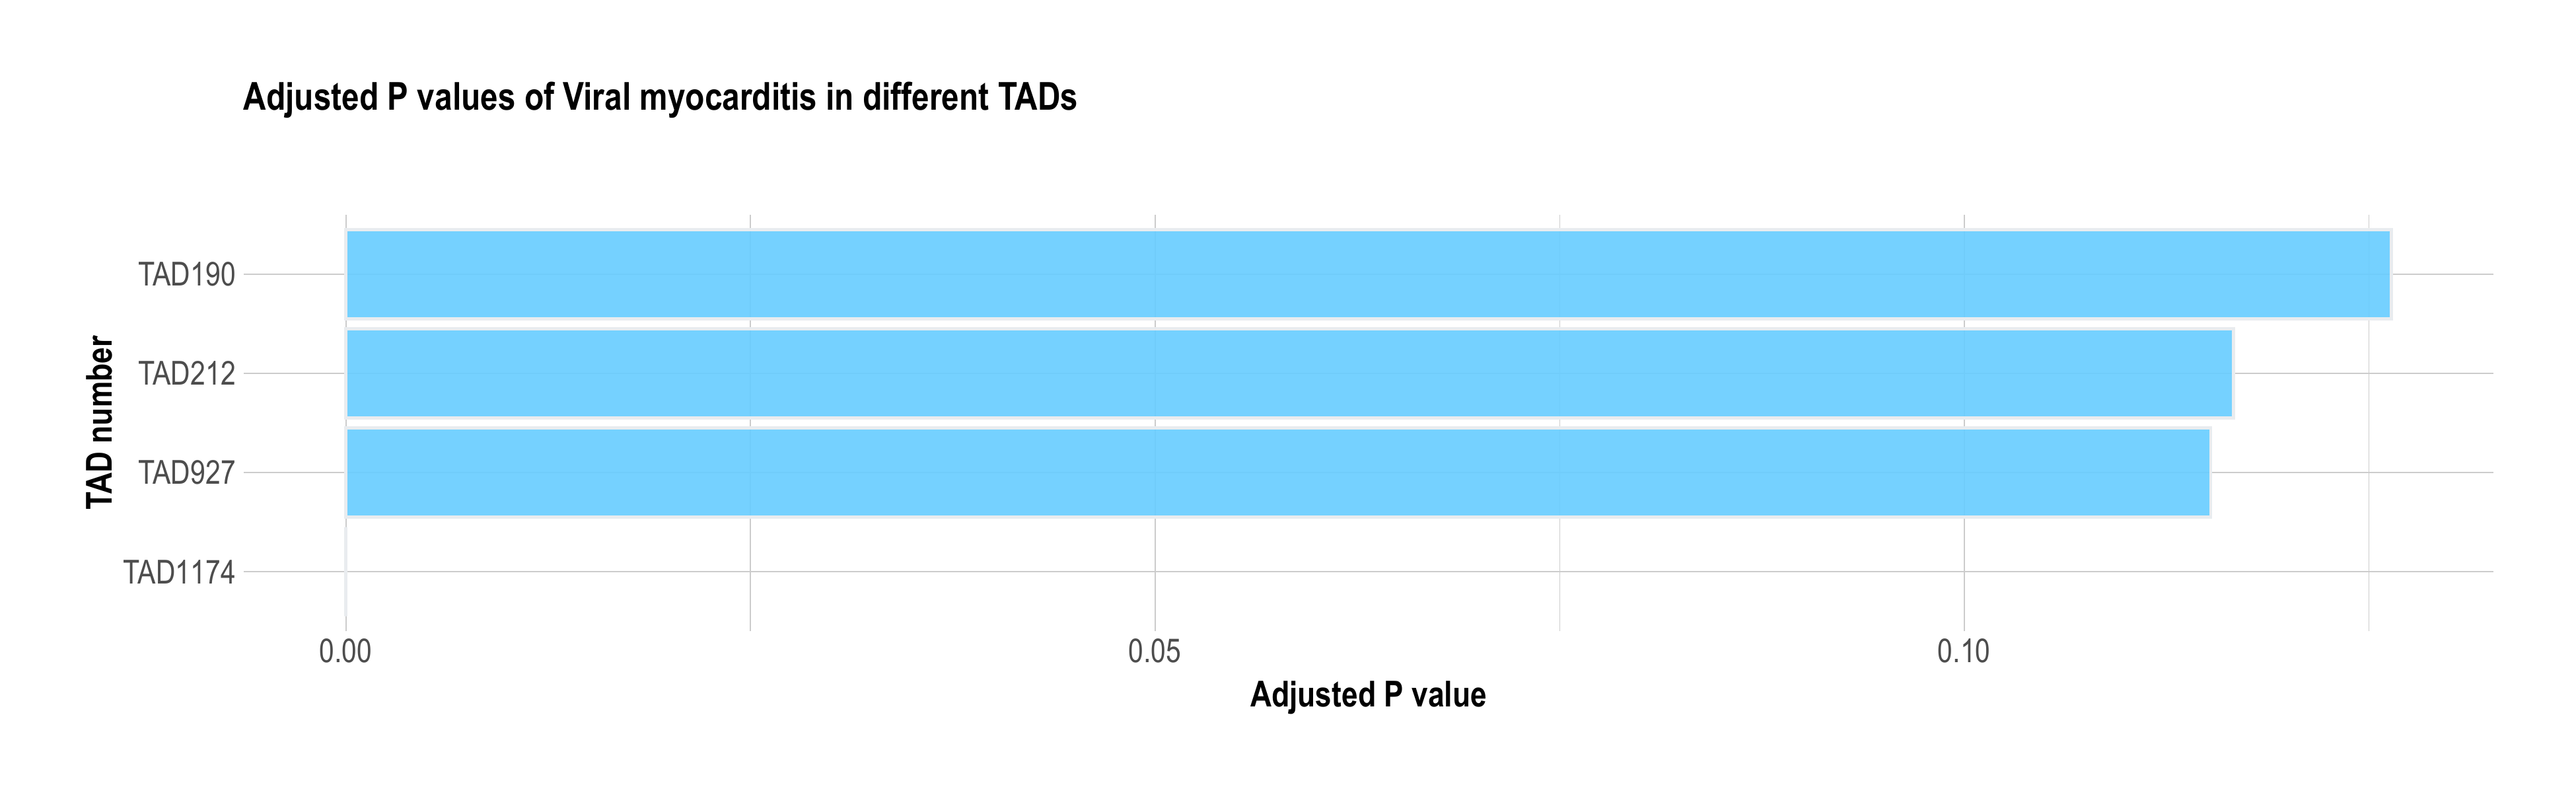 Adjusted P values of Viral myocarditis in different TADs
TAD number
TAD190
TAD212
TAD927
TAD1174
0.00 0.05 0.10
Adjusted P value